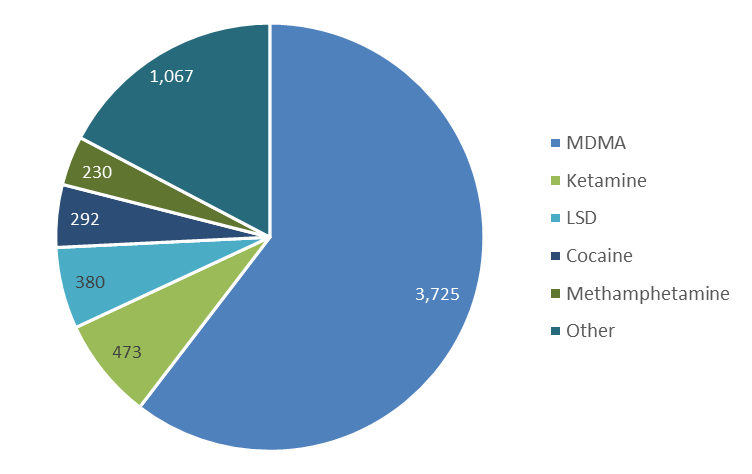 1,067
230
292
380
473
3,725
MDMA
Ketamine
LSD
Cocaine
Methamphetamine
Other